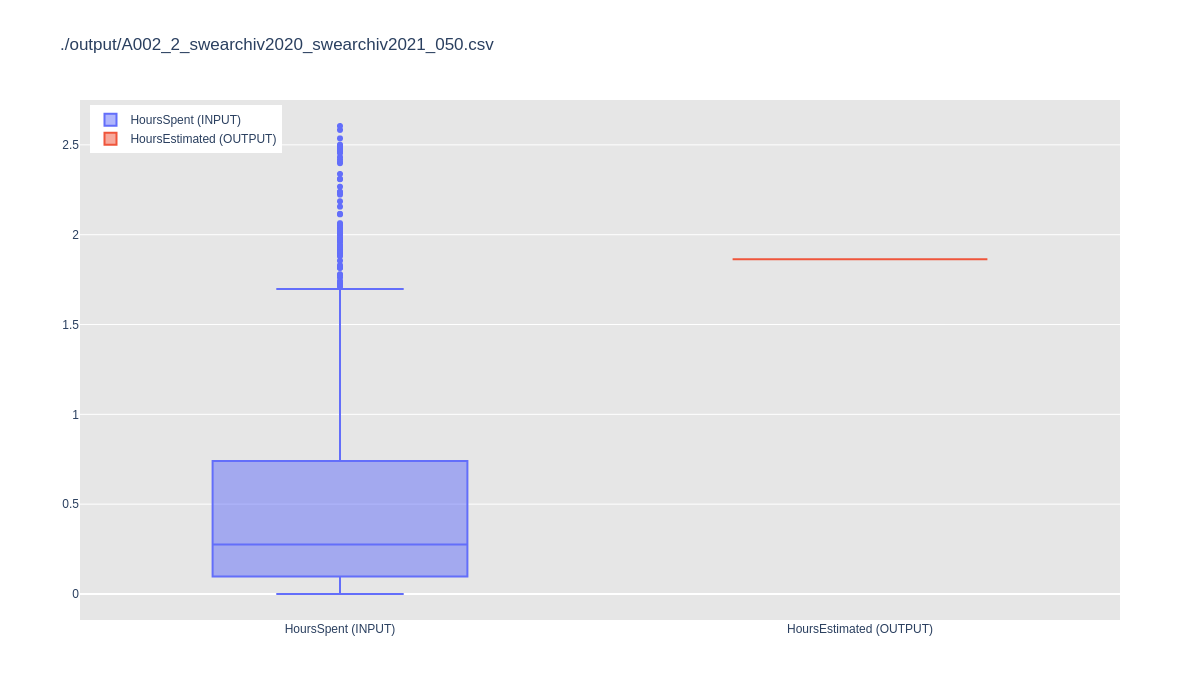 ./output/A002_2_swearchiv2020_swearchiv2021_050.csv
HoursSpent (INPUT)
HoursEstimated (OUTPUT)
2.5
2
1.5
1
0.5
0
HoursSpent (INPUT)
HoursEstimated (OUTPUT)